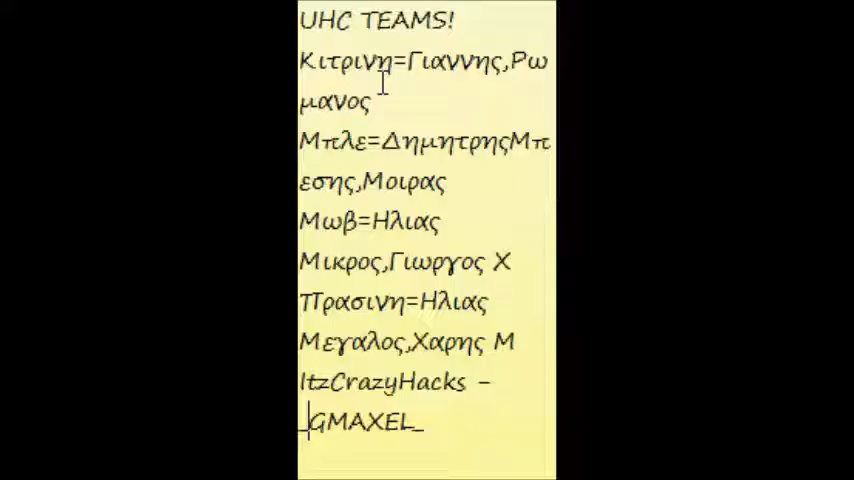 UHC TEAMS!
Κιτρινη=Γιαννης,Ρω
μανος
Μπλε=ΔημητρηςΜπ
εσης,Μοιρας
Μωβ=Ηλιας
Μικρος,Γιωργος Χ
Πρασινη=Ηλιας
Μεγαλος,Χαρης Μ
ItzCrazyHacks -
_GMAXEL_